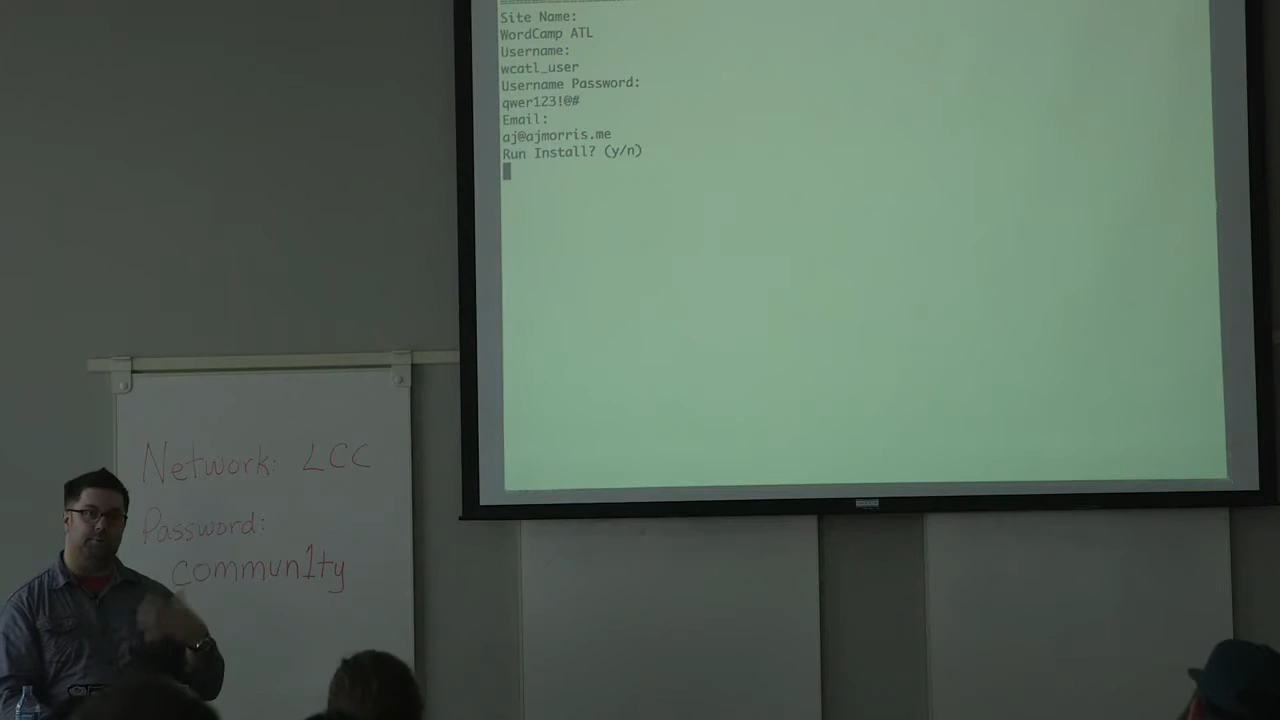 Site Name:
WordCamp ATL
Username:
wcatl_user
Username Password:
qwer123!@#
Email:
aj@ajmorris.me
Run Install? (y/n)
Network: LCC
Password:
commun1ty